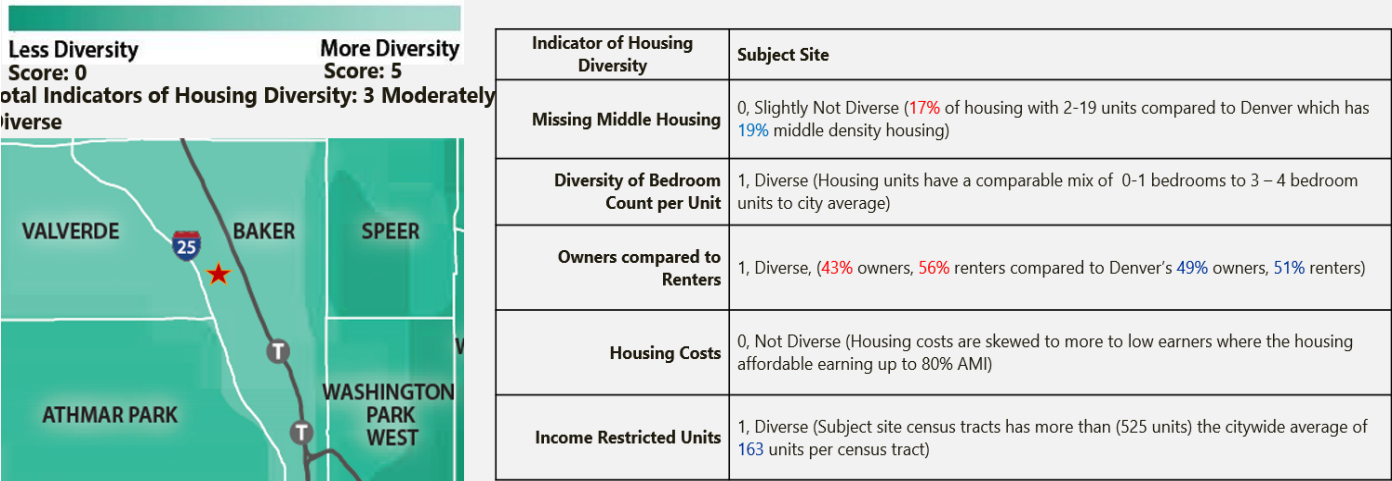 Less Diversity More Diversity
Score: 0 Score: 5
otal Indicators of Housing Diversity: 3 Moderately
iverse
VALVERDE
25
BAKER
SPEER
T
WASHINGTON
PARK
WEST
ATHMAR PARK
T
Indicator of Housing
Diversity
Subject Site
Missing Middle Housing
0, Slightly Not Diverse (17% of housing with 2-19 units compared to Denver which has
19% middle density housing)
Diversity of Bedroom
Count per Unit
1, Diverse (Housing units have a comparable mix of 0-1 bedrooms to 3 – 4 bedroom
units to city average)
Owners compared to
Renters
1, Diverse, (43% owners, 56% renters compared to Denver’s 49% owners, 51% renters)
Housing Costs
0, Not Diverse (Housing costs are skewed to more to low earners where the housing
affordable earning up to 80% AMI)
Income Restricted Units
1, Diverse (Subject site census tracts has more than (525 units) the citywide average of
163 units per census tract)